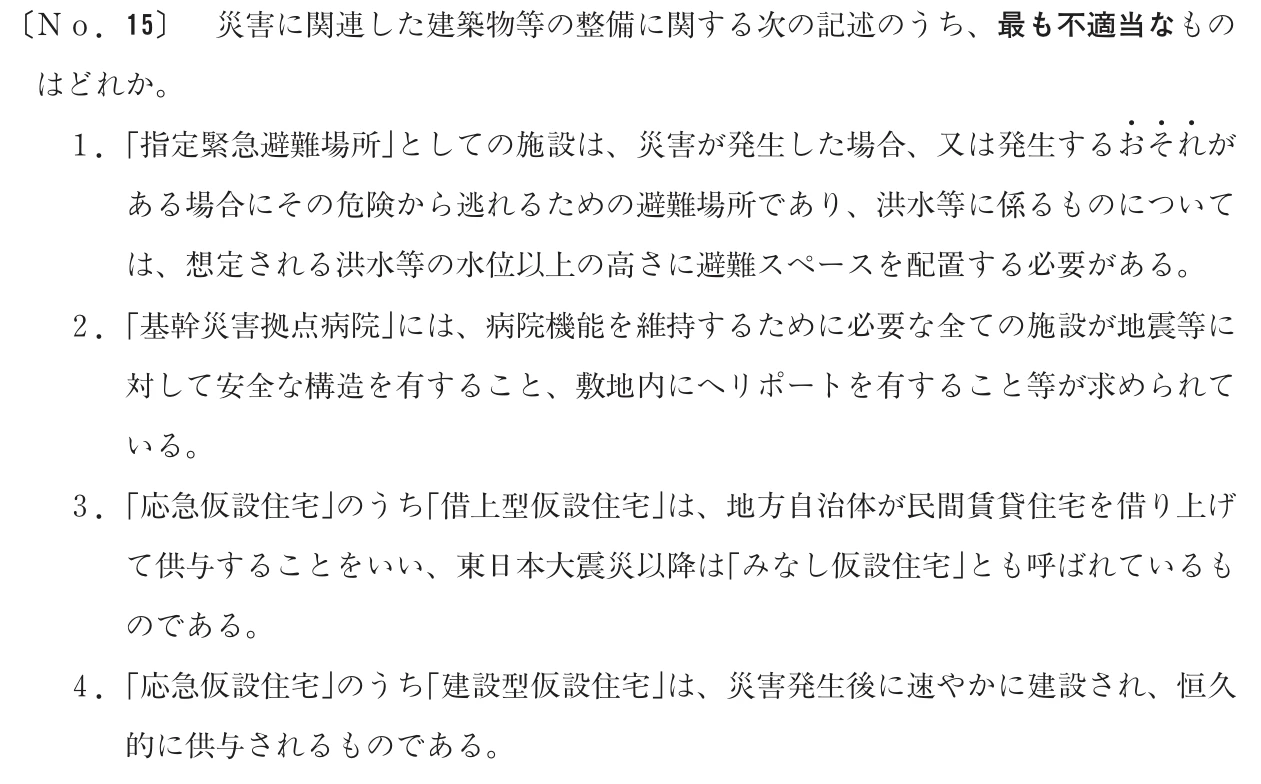 〔Ｎｏ．15〕　災害に関連した建築物等の整備に関する次の記述のうち、最も不適当なもの
はどれか。
１．「指定緊急避難場所」としての施設は、災害が発生した場合、又は発生するおそれが
ある場合にその危険から逃れるための避難場所であり、洪水等に係るものについて
は、想定される洪水等の水位以上の高さに避難スペースを配置する必要がある。
２．「基幹災害拠点病院」には、病院機能を維持するために必要な全ての施設が地震等に
対して安全な構造を有すること、敷地内にヘリポートを有すること等が求められて
いる。
３．「応急仮設住宅」のうち「借上型仮設住宅」は、地方自治体が民間賃貸住宅を借り上げ
て供与することをいい、東日本大震災以降は「みなし仮設住宅」とも呼ばれているも
のである。
４．「応急仮設住宅」のうち「建設型仮設住宅」は、災害発生後に速やかに建設され、恒久
的に供与されるものである。